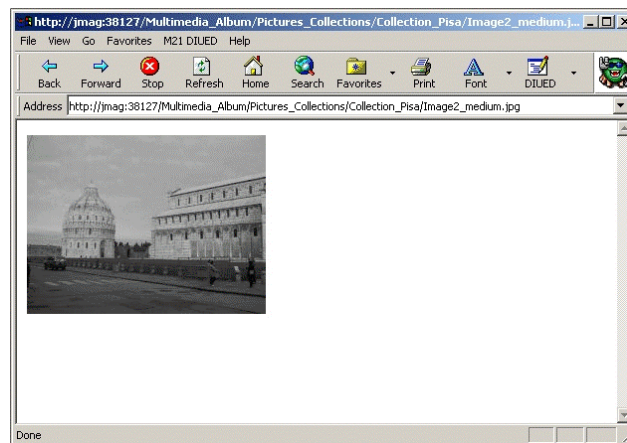 http://jmag:38127/Multimedia_Album/Pictures_Collections/Collection_Pisa/Image2_medium.j...
File View Go Favorites M21 DIUED Help
Back Forward Stop Refresh Home Search Favorites Print Font DIUED
Address http://jmag:38127/Multimedia_Album/Pictures_Collections/Collection_Pisa/Image2_medium.jpg
Done